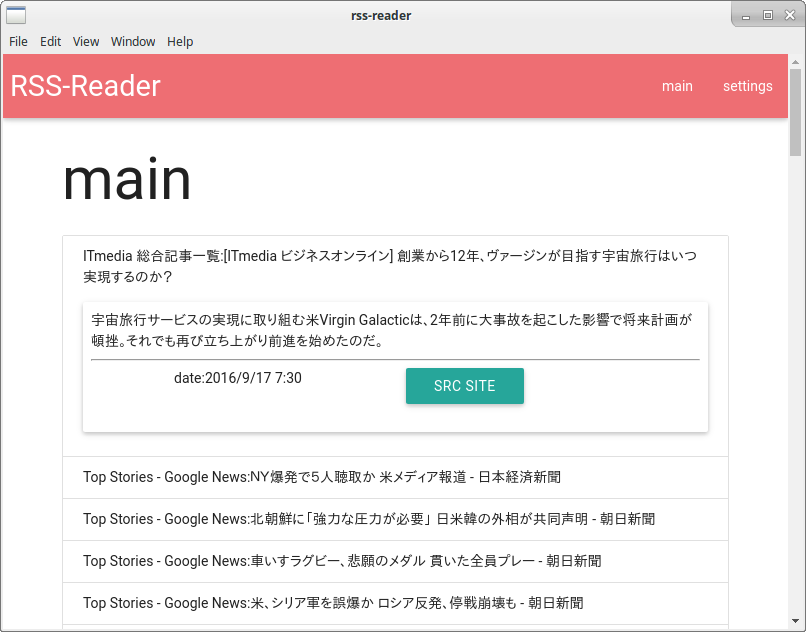 rss-reader
File Edit View Window Help
RSS-Reader main settings
main
ITmedia 総合記事一覧:[ITmedia ビジネスオンライン] 創業から12年、ヴァージンが目指す宇宙旅行はいつ
実現するのか？
宇宙旅行サービスの実現に取り組む米Virgin Galacticは、2年前に大事故を起こした影響で将来計画が
頓挫。それでも再び立ち上がり前進を始めたのだ。
date:2016/9/17 7:30 SRC SITE
Top Stories - Google News:NY爆発で５人聴取か 米メディア報道 - 日本経済新聞
Top Stories - Google News:北朝鮮に「強力な圧力が必要」 日米韓の外相が共同声明 - 朝日新聞
Top Stories - Google News:車いすラグビー、悲願のメダル 貫いた全員プレー - 朝日新聞
Top Stories - Google News:米、シリア軍を誤爆か ロシア反発、停戦崩壊も - 朝日新聞